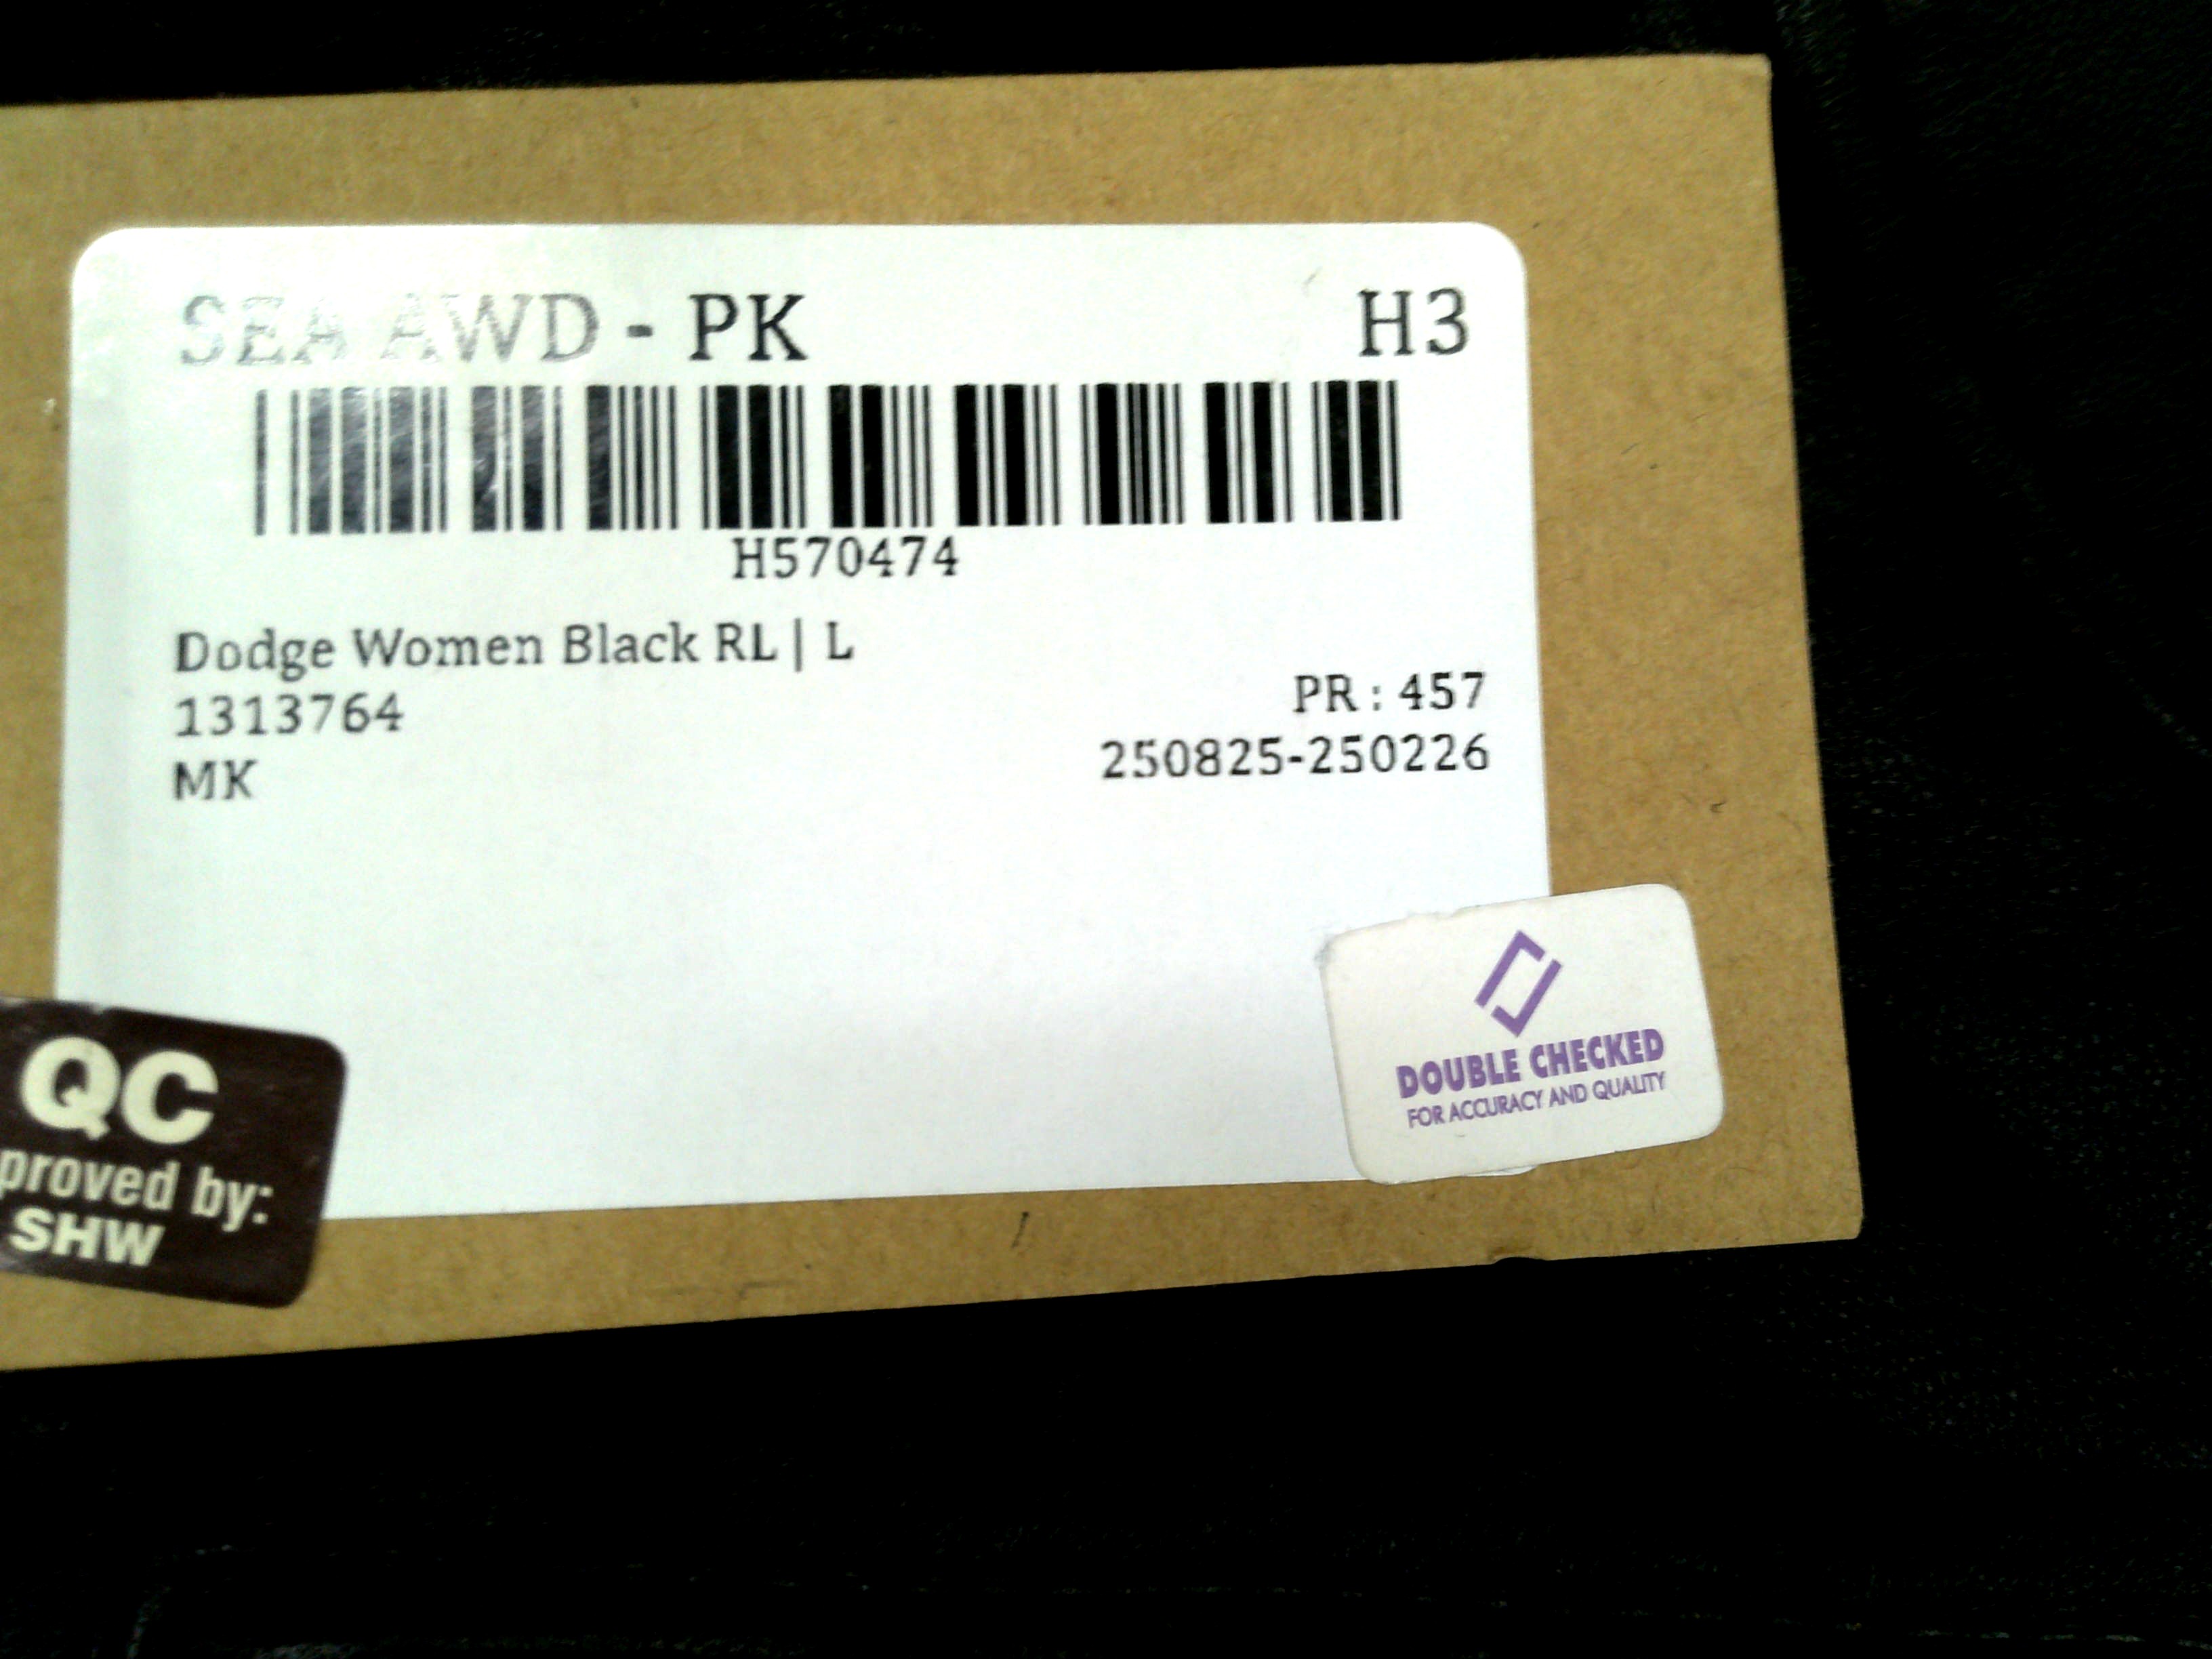 SEA AWD - PK H3
H570474
Dodge Women Black RL | L
1313764
PR : 457
MK
250825-250226
QC
proved by:
SHW
DOUBLE CHECKED
FOR ACCURACY AND QUALITY